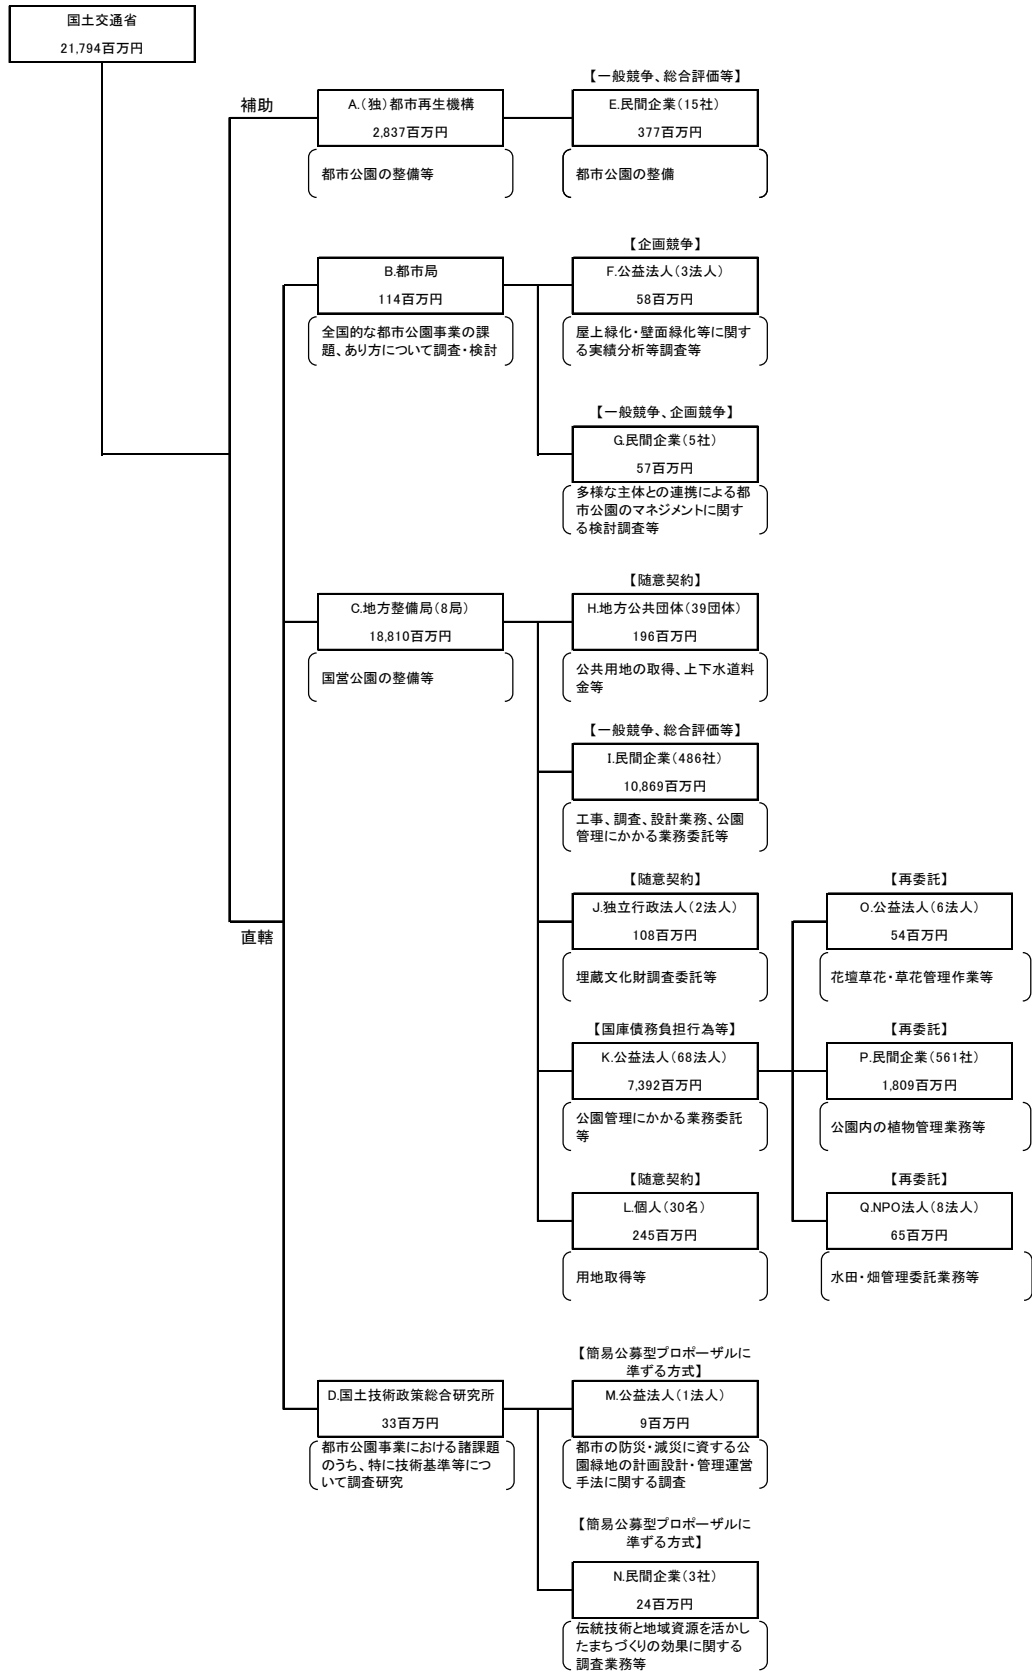 国土交通省
21,794百万円
補助
A.(独)都市再生機構
2,837百万円
都市公園の整備等
【一般競争、総合評価等】
E.民間企業(15社)
377百万円
都市公園の整備
B.都市局
114百万円
全国的な都市公園事業の課
題、あり方について調査・検討
【企画競争】
F.公益法人(3法人)
58百万円
屋上緑化・壁面緑化等に関す
る実績分析等調査等
【一般競争、企画競争】
G.民間企業(5社)
57百万円
多様な主体との連携による都
市公園のマネジメントに関す
る検討調査等
C.地方整備局(8局)
18,810百万円
国営公園の整備等
【随意契約】
H.地方公共団体(39団体)
196百万円
公共用地の取得、上下水道料
金等
【一般競争、総合評価等】
I.民間企業(486社)
10,869百万円
工事、調査、設計業務、公園
管理にかかる業務委託等
直轄
【随意契約】
J.独立行政法人(2法人)
108百万円
埋蔵文化財調査委託等
【再委託】
O.公益法人(6法人)
54百万円
花壇草花・草花管理作業等
【国庫債務負担行為等】
K.公益法人(68法人)
7,392百万円
公園管理にかかる業務委託
等
【再委託】
P.民間企業(561社)
1,809百万円
公園内の植物管理業務等
【随意契約】
L.個人(30名)
245百万円
用地取得等
【再委託】
Q.NPO法人(8法人)
65百万円
水田・畑管理委託業務等
D.国土技術政策総合研究所
33百万円
都市公園事業における諸課題
のうち、特に技術基準等につ
いて調査研究
【簡易公募型プロポーザルに
準ずる方式】
M.公益法人(1法人)
9百万円
都市の防災・減災に資する公
園緑地の計画設計・管理運営
手法に関する調査
【簡易公募型プロポーザルに
準ずる方式】
N.民間企業(3社)
24百万円
伝統技術と地域資源を活かし
たまちづくりの効果に関する
調査業務等